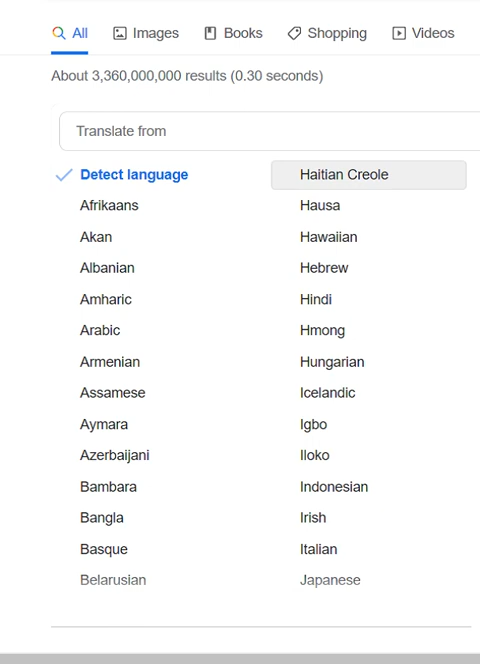 All Images Books Shopping Videos
About 3,360,000,000 results (0.30 seconds)
Translate from
Detect language Haitian Creole
Afrikaans Hausa
Akan Hawaiian
Albanian Hebrew
Amharic Hindi
Arabic Hmong
Armenian Hungarian
Assamese Icelandic
Aymara Igbo
Azerbaijani Iloko
Bambara Indonesian
Bangla Irish
Basque Italian
Belarusian Japanese